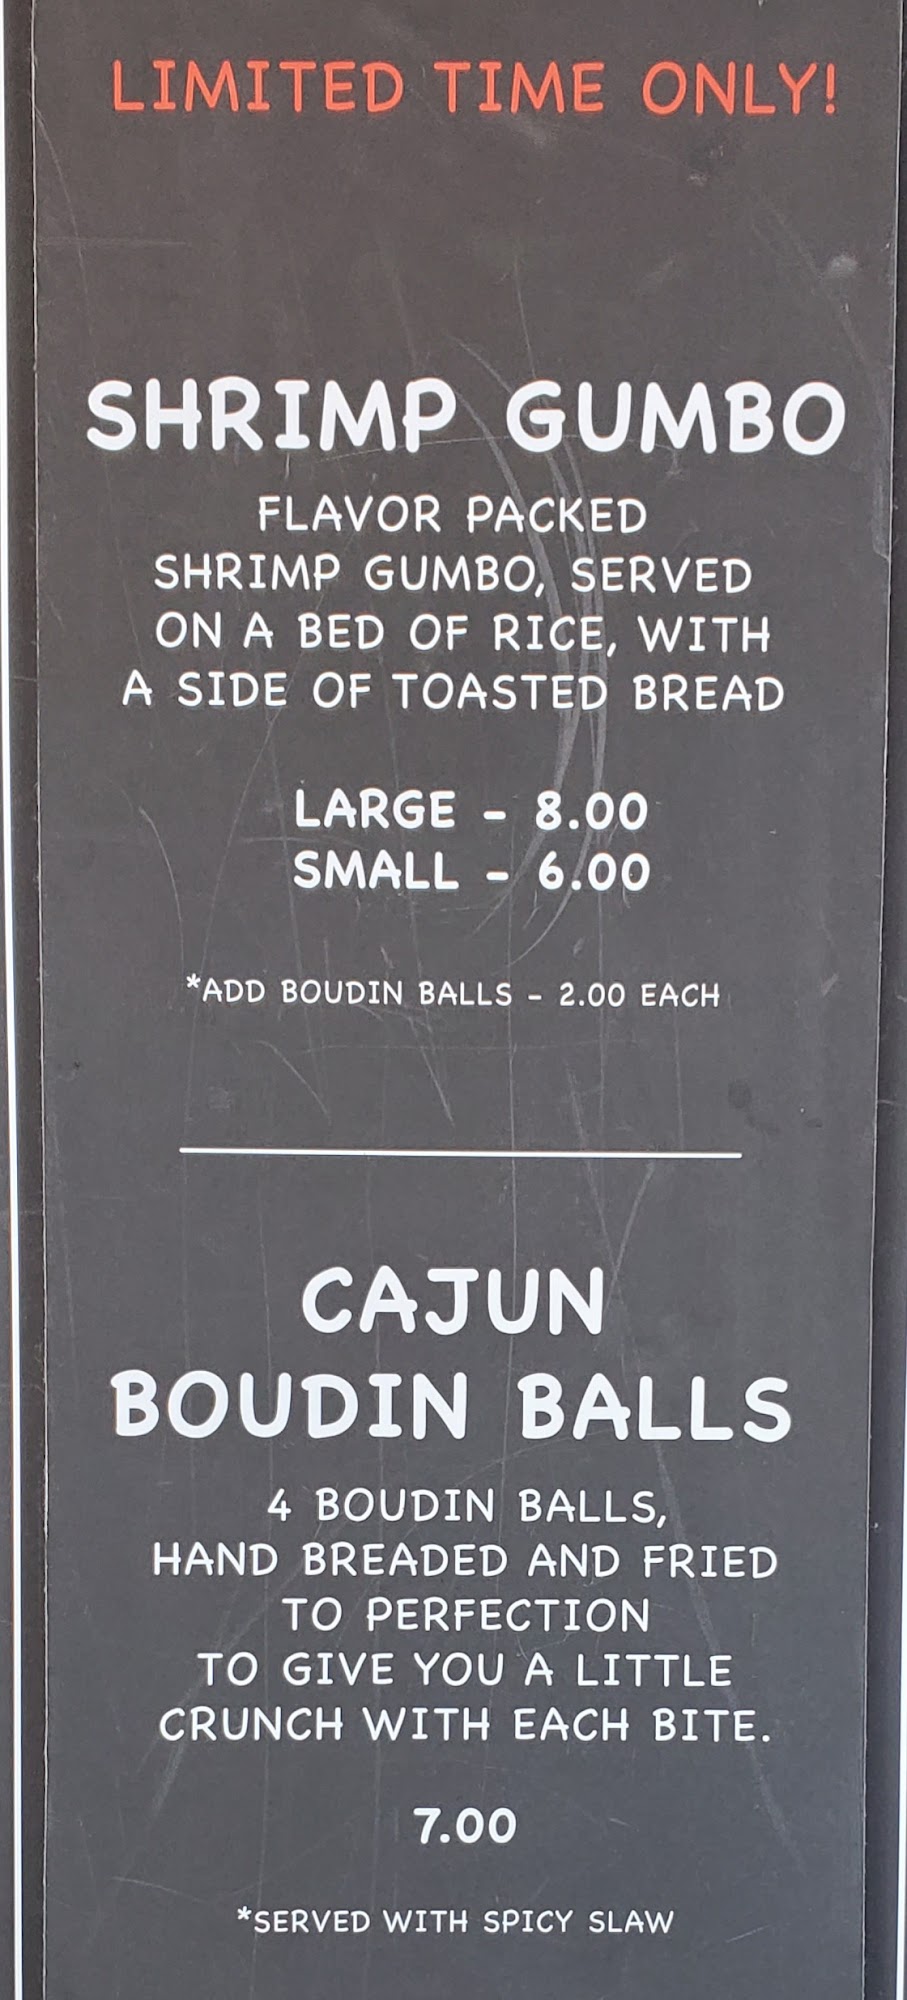 LIMITED TIME ONLY!
SHRIMP GUMBO
FLAVOR PACKED
SHRIMP GUMBO, SERVED
ON A BED OF RICE, WITH
A SIDE OF TOASTED BREAD
LARGE - 8.00
SMALL - 6.00
*ADD BOUDIN BALLS - 2.00 EACH
CAJUN
BOUDIN BALLS
4 BOUDIN BALLS,
HAND BREADED AND FRIED
TO PERFECTION
TO GIVE YOU A LITTLE
CRUNCH WITH EACH BITE.
7.00
*SERVED WITH SPICY SLAW